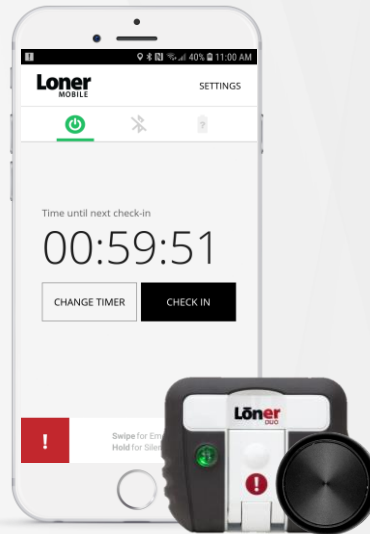 40% 11:00 AM
Loner
MOBILE
SETTINGS
?
Time until next check-in
00:59:51
CHANGE TIMER
CHECK IN
!
Swipe for Em
Hold for Sile
Lōner
DUO
!